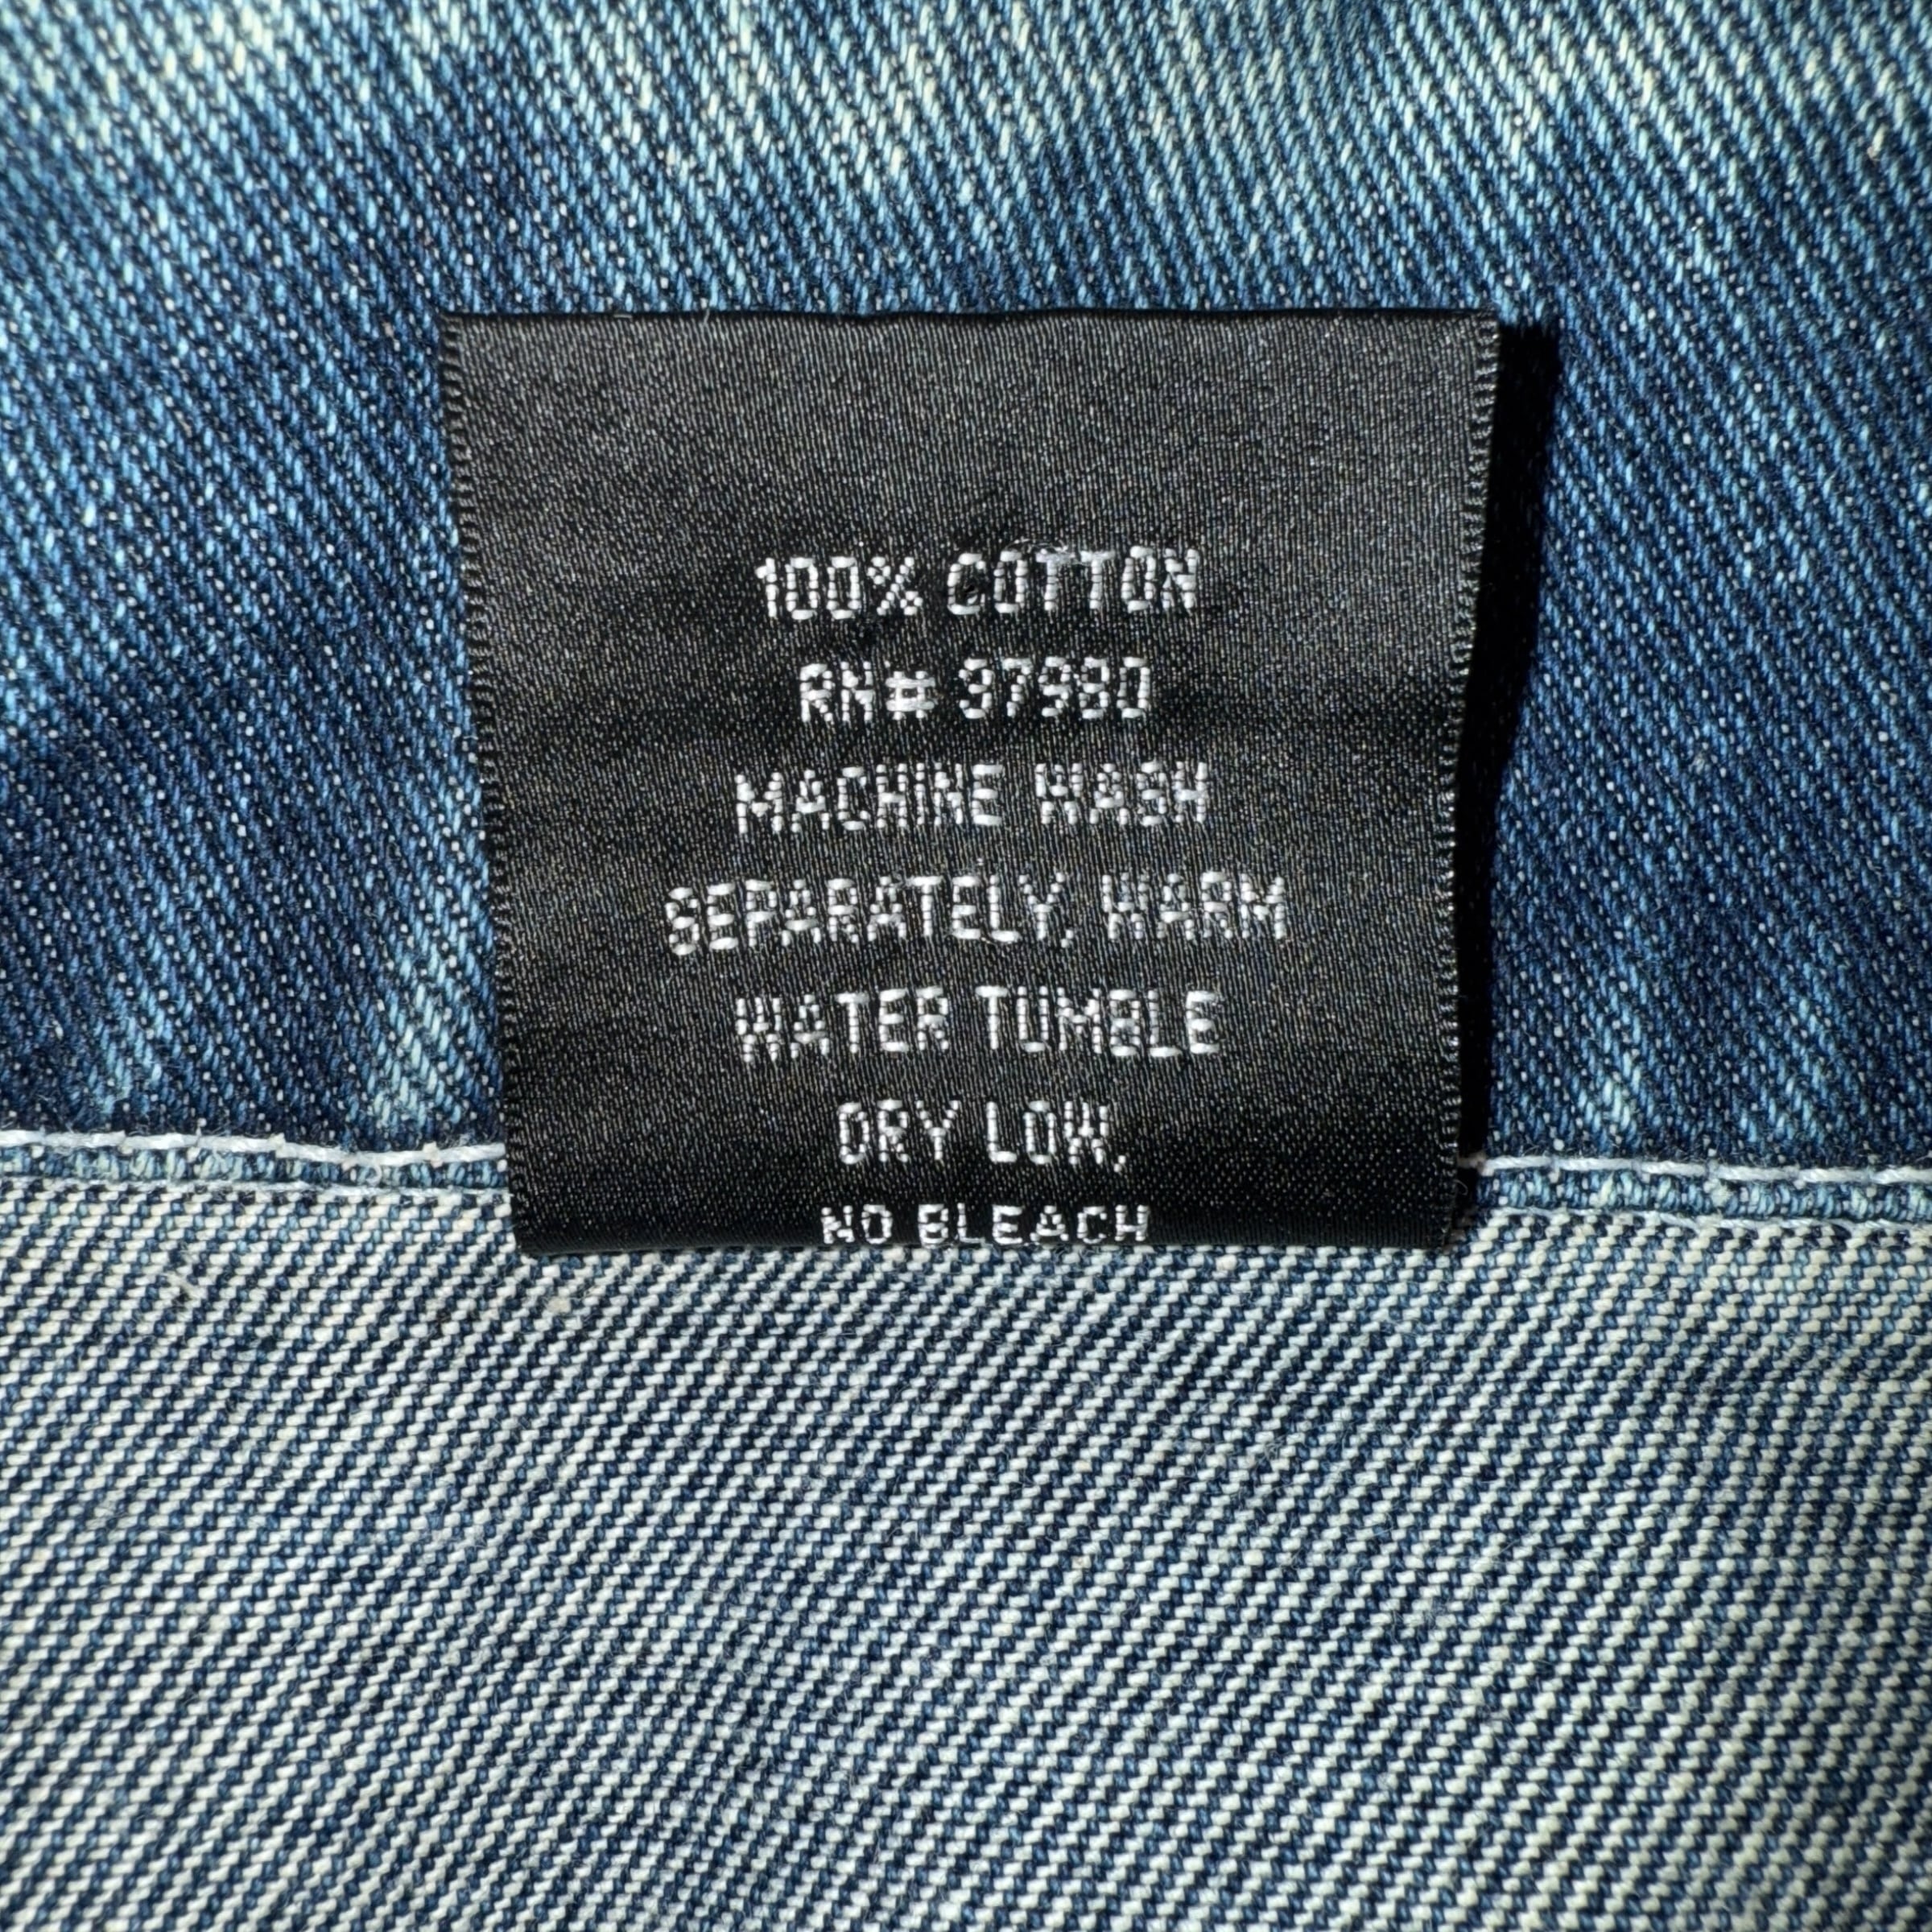 100% COTTON
RN# 97980
MACHINE WASH
SEPARATELY, WARM
WATER TUMBLE
DRY LOW,
NO BLEACH